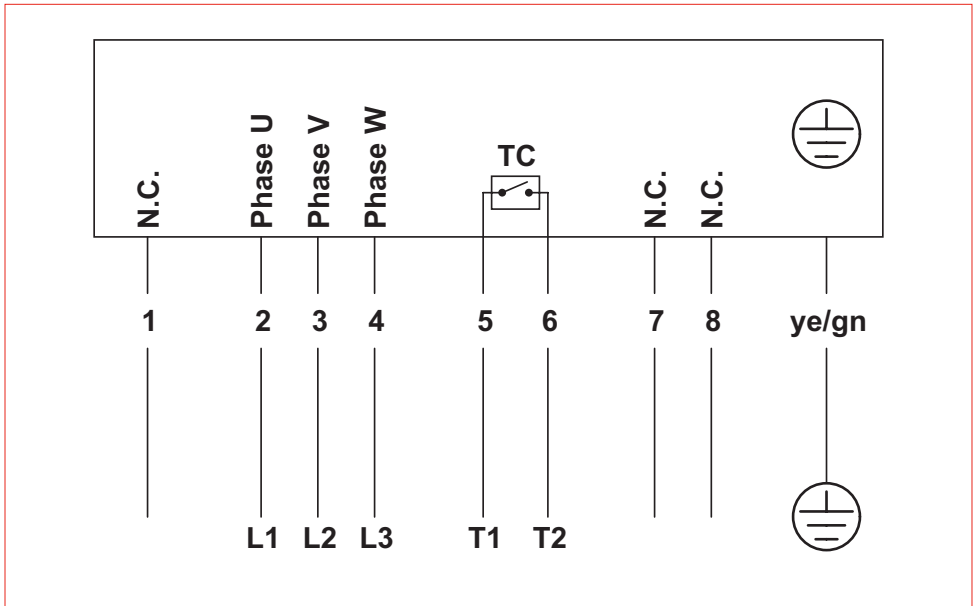 N.C. Phase U Phase V Phase W TC N.C. N.C.
1 2 3 4 5 6 7 8 ye/gn
L1 L2 L3 T1 T2